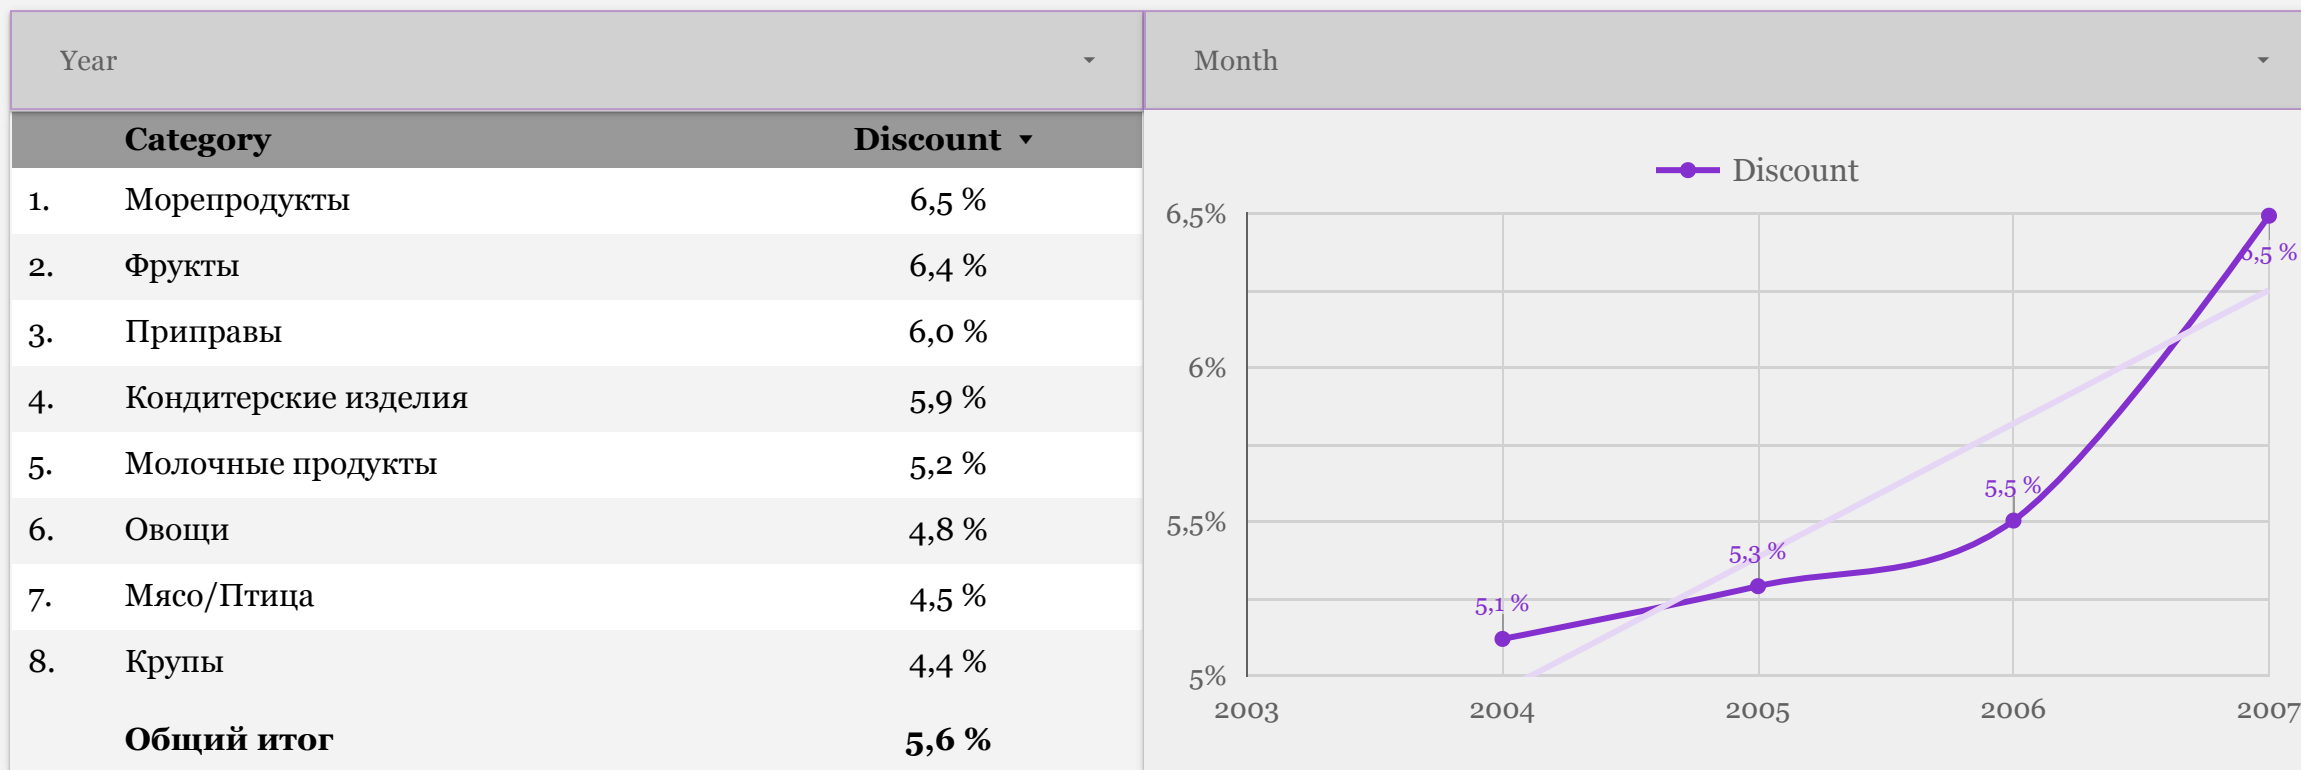 Year
Month
Category Discount
1. Морепродукты 6,5 %
2. Фрукты 6,4 %
3. Приправы 6,0 %
4. Кондитерские изделия 5,9 %
5. Молочные продукты 5,2 %
6. Овощи 4,8 %
7. Мясо/Птица 4,5 %
8. Крупы 4,4 %
Общий итог 5,6 %
Discount
6,5%
6%
5,5%
5%
5,1 %
5,3 %
5,5 %
6,5 %
2003 2004 2005 2006 2007